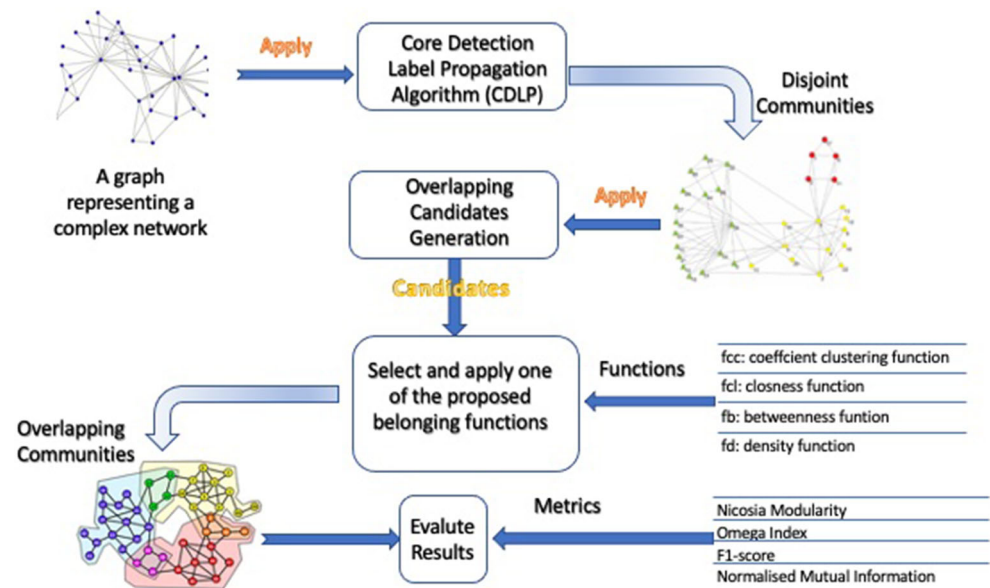 Apply
Core Detection
Label Propagation
Algorithm (CDLP)
Disjoint
Communities
A graph
representing a
complex network
Overlapping
Candidates
Generation
Apply
Candidates
Select and apply one
of the proposed
belonging functions
Functions
fcc: coeffcient clustering function
fcl: closness function
fb: betweenness funtion
fd: density function
Overlapping
Communities
Evalute
Results
Metrics
Nicosia Modularity
Omega Index
F1-score
Normalised Mutual Information